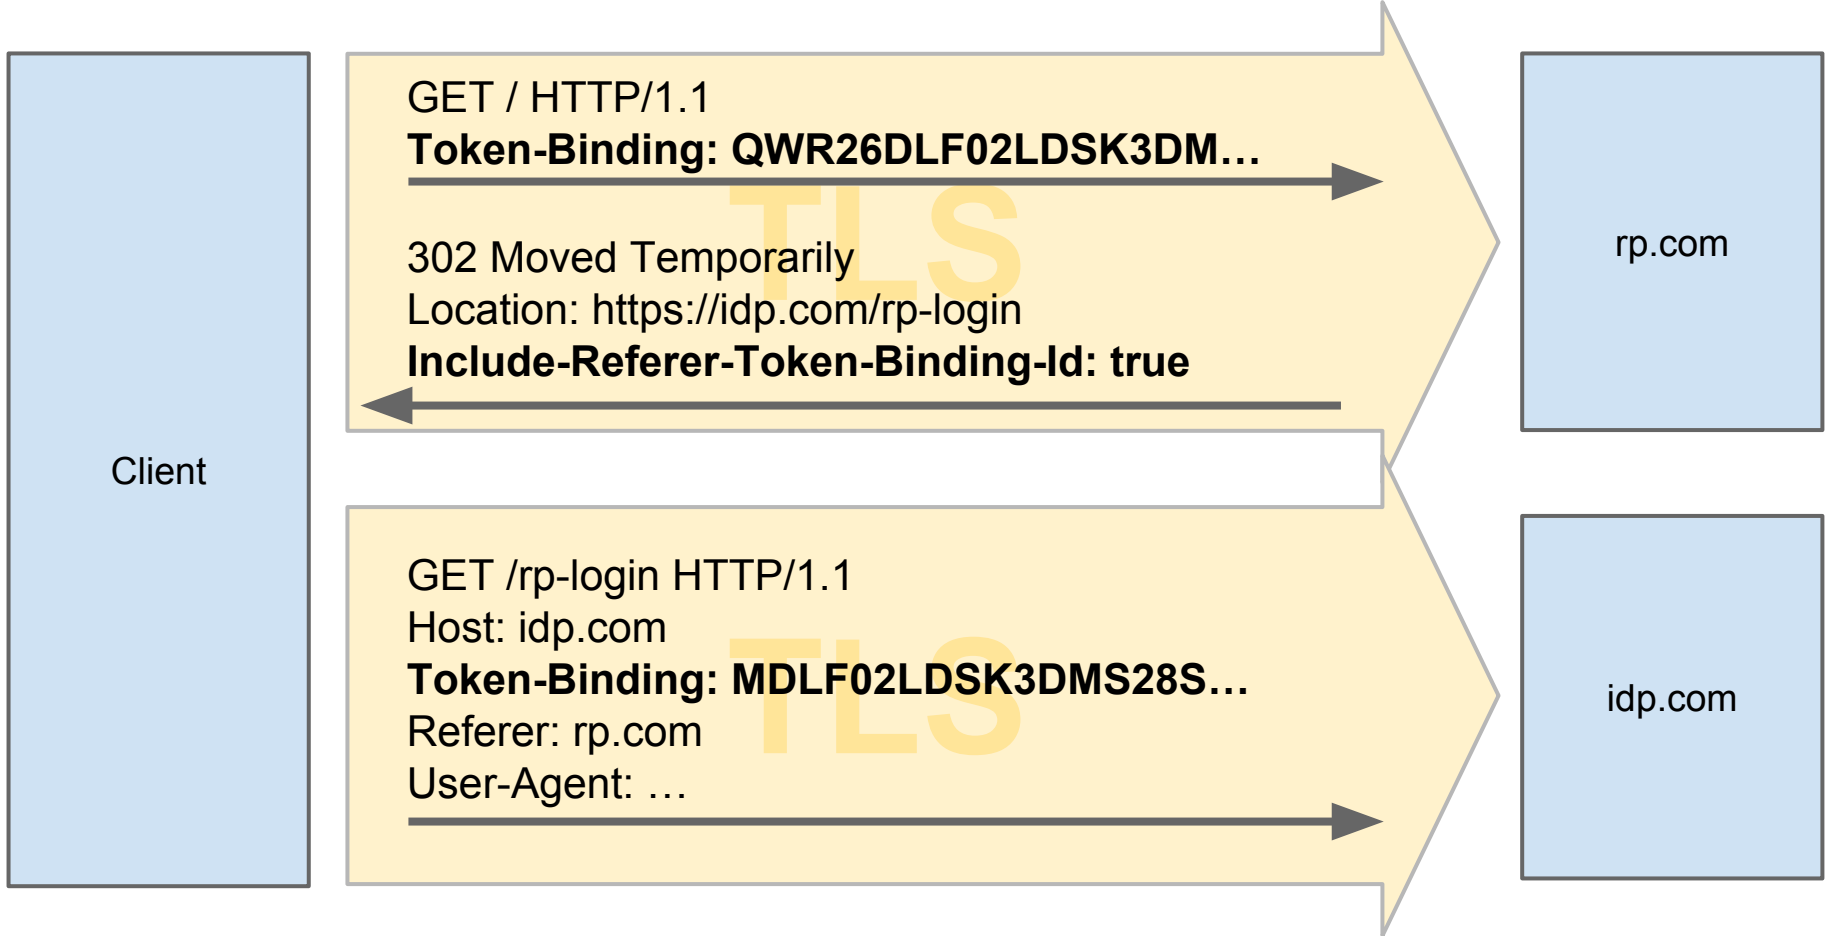 Client
GET / HTTP/1.1
Token-Binding: QWR26DLF02LDSK3DM…
TLS
302 Moved Temporarily
Location: https://idp.com/rp-login
Include-Referer-Token-Binding-Id: true
rp.com
GET /rp-login HTTP/1.1
Host: idp.com
Token-Binding: MDLF02LDSK3DMS28S…
TLS
Referer: rp.com
User-Agent: …
idp.com